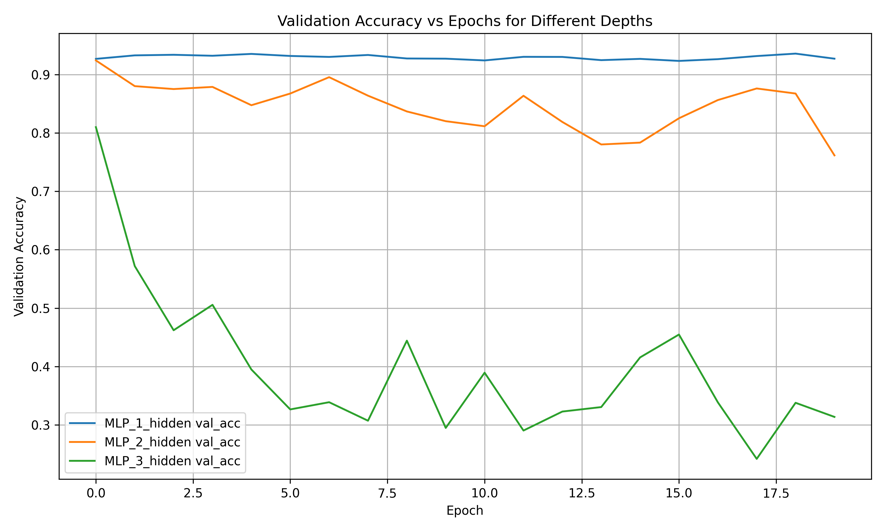 Validation Accuracy vs Epochs for Different Depths
Validation Accuracy
0.9
0.8
0.7
0.6
0.5
0.4
0.3
MLP_1_hidden val_acc
MLP_2_hidden val_acc
MLP_3_hidden val_acc
0.0 2.5 5.0 7.5 10.0 12.5 15.0 17.5
Epoch